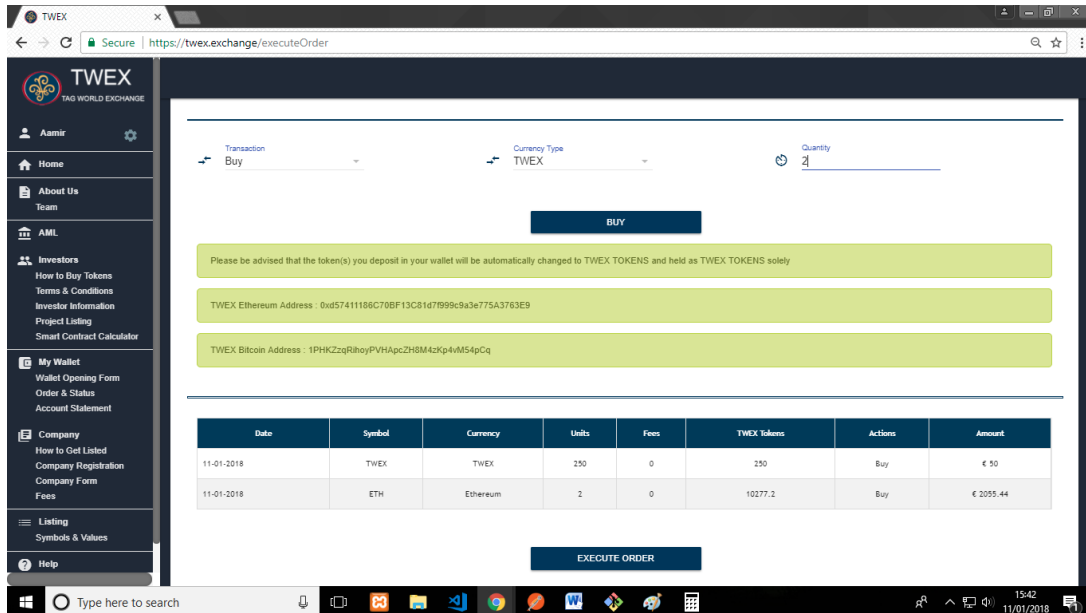 TWEX
Secure | https://twex.exchange/executeOrder
TWEX
TAG WORLD EXCHANGE
Aamir
Home
About Us
Team
AML
Investors
How to Buy Tokens
Terms & Conditions
Investor Information
Project Listing
Smart Contract Calculator
My Wallet
Wallet Opening Form
Order & Status
Account Statement
Company
How to Get Listed
Company Registration
Company Form
Fees
Listing
Symbols & Values
Help
Transaction Currency Type Quantity
Buy TWEX 2
BUY
Please be advised that the token(s) you deposit in your wallet will be automatically changed to TWEX TOKENS and held as TWEX TOKENS solely
TWEX Ethereum Address : 0xd57411186C70BF13C81d7f999c9a3e775A3763E9
TWEX Bitcoin Address : 1PHKZzqRihoyPVHApcZH8M4zKp4vM54pCq
Date Symbol Currency Units Fees TWEX Tokens Actions Amount
11-01-2018 TWEX TWEX 250 0 250 Buy € 50
11-01-2018 ETH Ethereum 2 0 10277.2 Buy € 2055.44
EXECUTE ORDER
Type here to search
15:42
11/01/2018